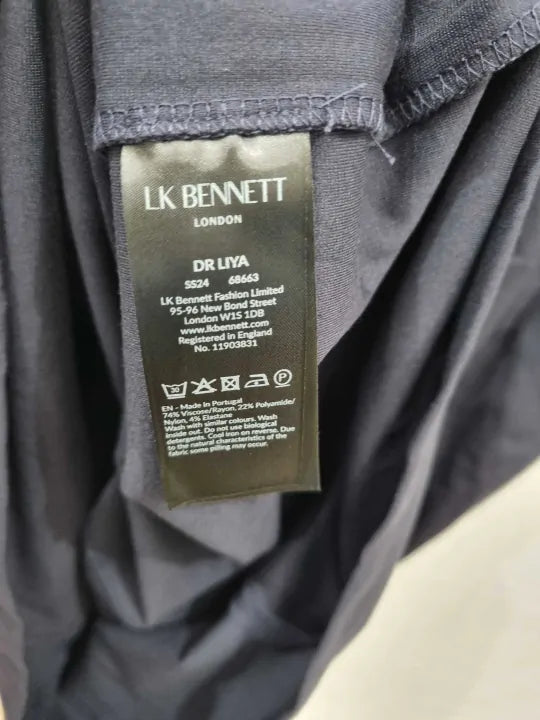 LK BENNETT
LONDON
DR LIYA
SS24 68663
LK Bennett Fashion Limited
95-96 New Bond Street
London W1S 1DB
www.lkbennett.com
Registered in England
No. 11903831
30 P
EN - Made in Portugal
74% Viscose/Rayon, 22% Polyamide/
Nylon, 4% Elastane
Wash with similar colours. Wash
inside out. Do not use biological
detergents. Cool iron on reverse. Due
to the natural characteristics of the
fabric some pilling may occur.